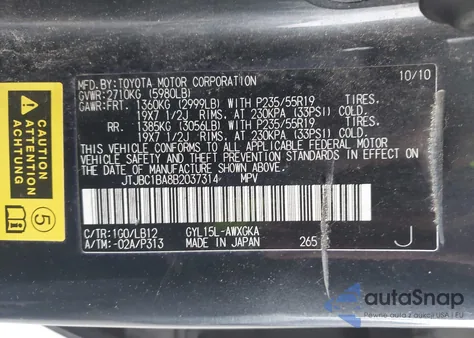 MFD.BY:TOYOTA MOTOR CORPORATION 10/10
GVWR:2710KG (5980LB)
GAWR:FRT. 1360KG (2999LB) WITH P235/55R19 TIRES,
19X7 1/2J RIMS, AT 230KPA (33PSI) COLD.
RR. 1385KG (3056LB) WITH P235/55R19 TIRES,
19X7 1/2J RIMS, AT 230KPA (33PSI) COLD.
THIS VEHICLE CONFORMS TO ALL APPLICABLE FEDERAL MOTOR
VEHICLE SAFETY AND THEFT PREVENTION STANDARDS IN
EFFECT ON THE DATE OF MANUFACTURE SHOWN ABOVE.
JTJBC1BA8B2037314 MPV
C/TR:1G0/LB12 GYL15L-AWXGKA
A/TM:-02A/P313 MADE IN JAPAN 265 J
ATTENTION
ACHTUNG
5
autoSnap